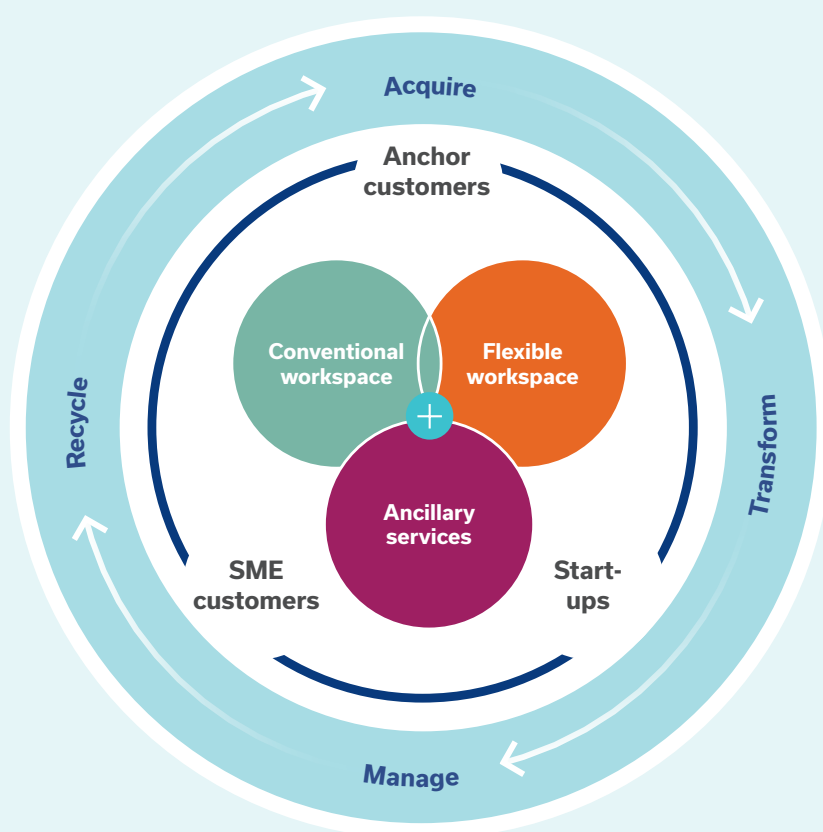 Acquire
Anchor
customers
Conventional
workspace
Flexible
workspace
Recycle
Transform
Ancillary
services
SME
customers
Start-
ups
Manage